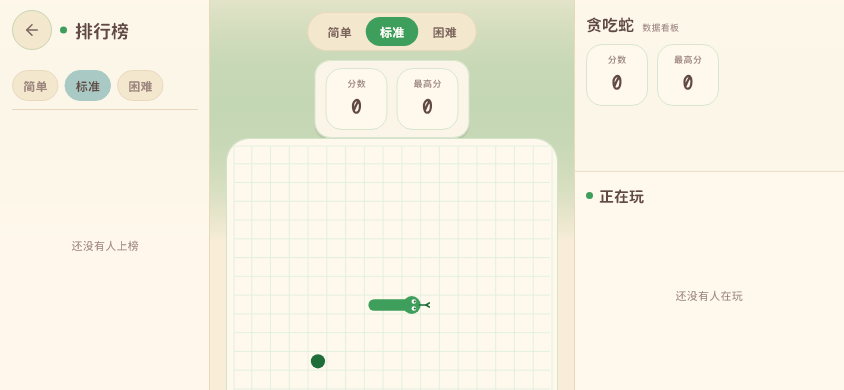 排行榜
简单 标准 困难
还没有人上榜
简单 标准 困难
分数 最高分
0 0
贪吃蛇 数据看板
分数 最高分
0 0
正在玩
还没有人在玩